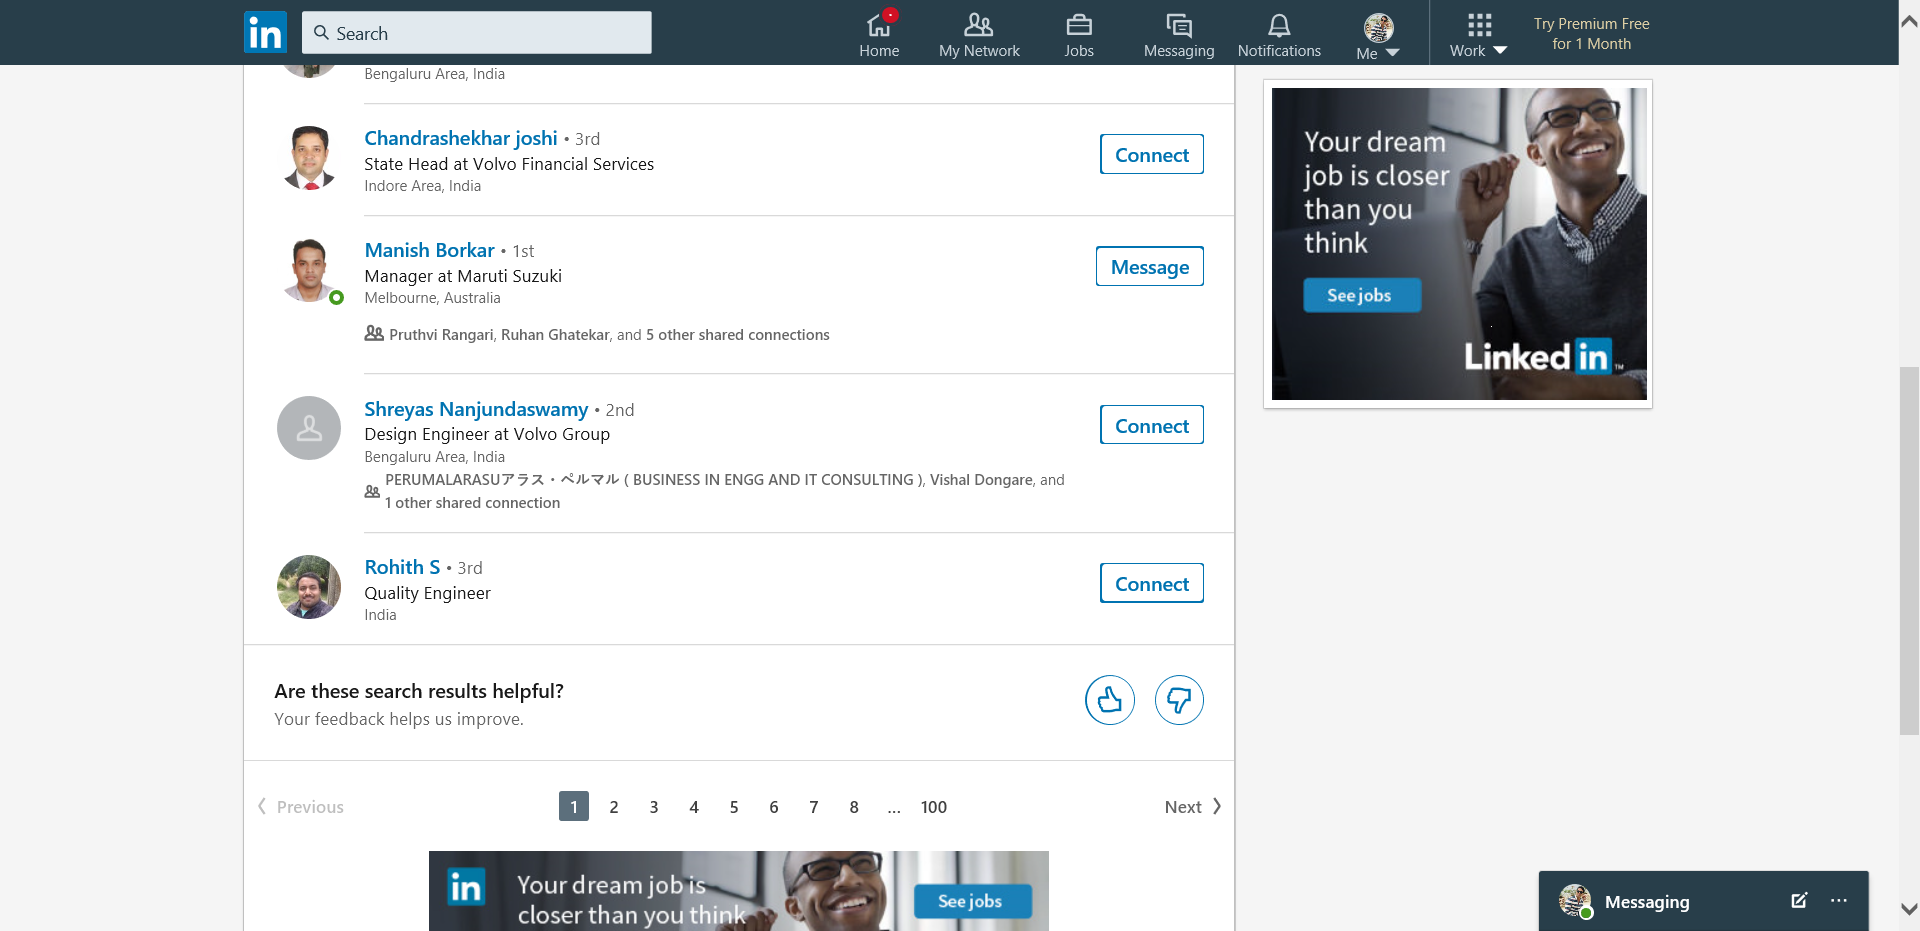 in
Search
Home
My Network
Jobs
Messaging
Notifications
Me
Work
Try Premium Free
for 1 Month
Bengaluru Area, India
Chandrashekhar joshi • 3rd
State Head at Volvo Financial Services
Indore Area, India
Connect
Manish Borkar • 1st
Manager at Maruti Suzuki
Melbourne, Australia
Pruthvi Rangari, Ruhan Ghatekar, and 5 other shared connections
Message
Shreyas Nanjundaswamy • 2nd
Design Engineer at Volvo Group
Bengaluru Area, India
PERUMALARASUアラス・ペルマル ( BUSINESS IN ENGG AND IT CONSULTING ), Vishal Dongare, and
1 other shared connection
Connect
Rohith S • 3rd
Quality Engineer
India
Connect
Are these search results helpful?
Your feedback helps us improve.
Previous
1 2 3 4 5 6 7 8 ... 100
Next
in
Your dream job is
closer than you think
See jobs
Your dream
job is closer
than you
think
See jobs
Linked in ™
Messaging